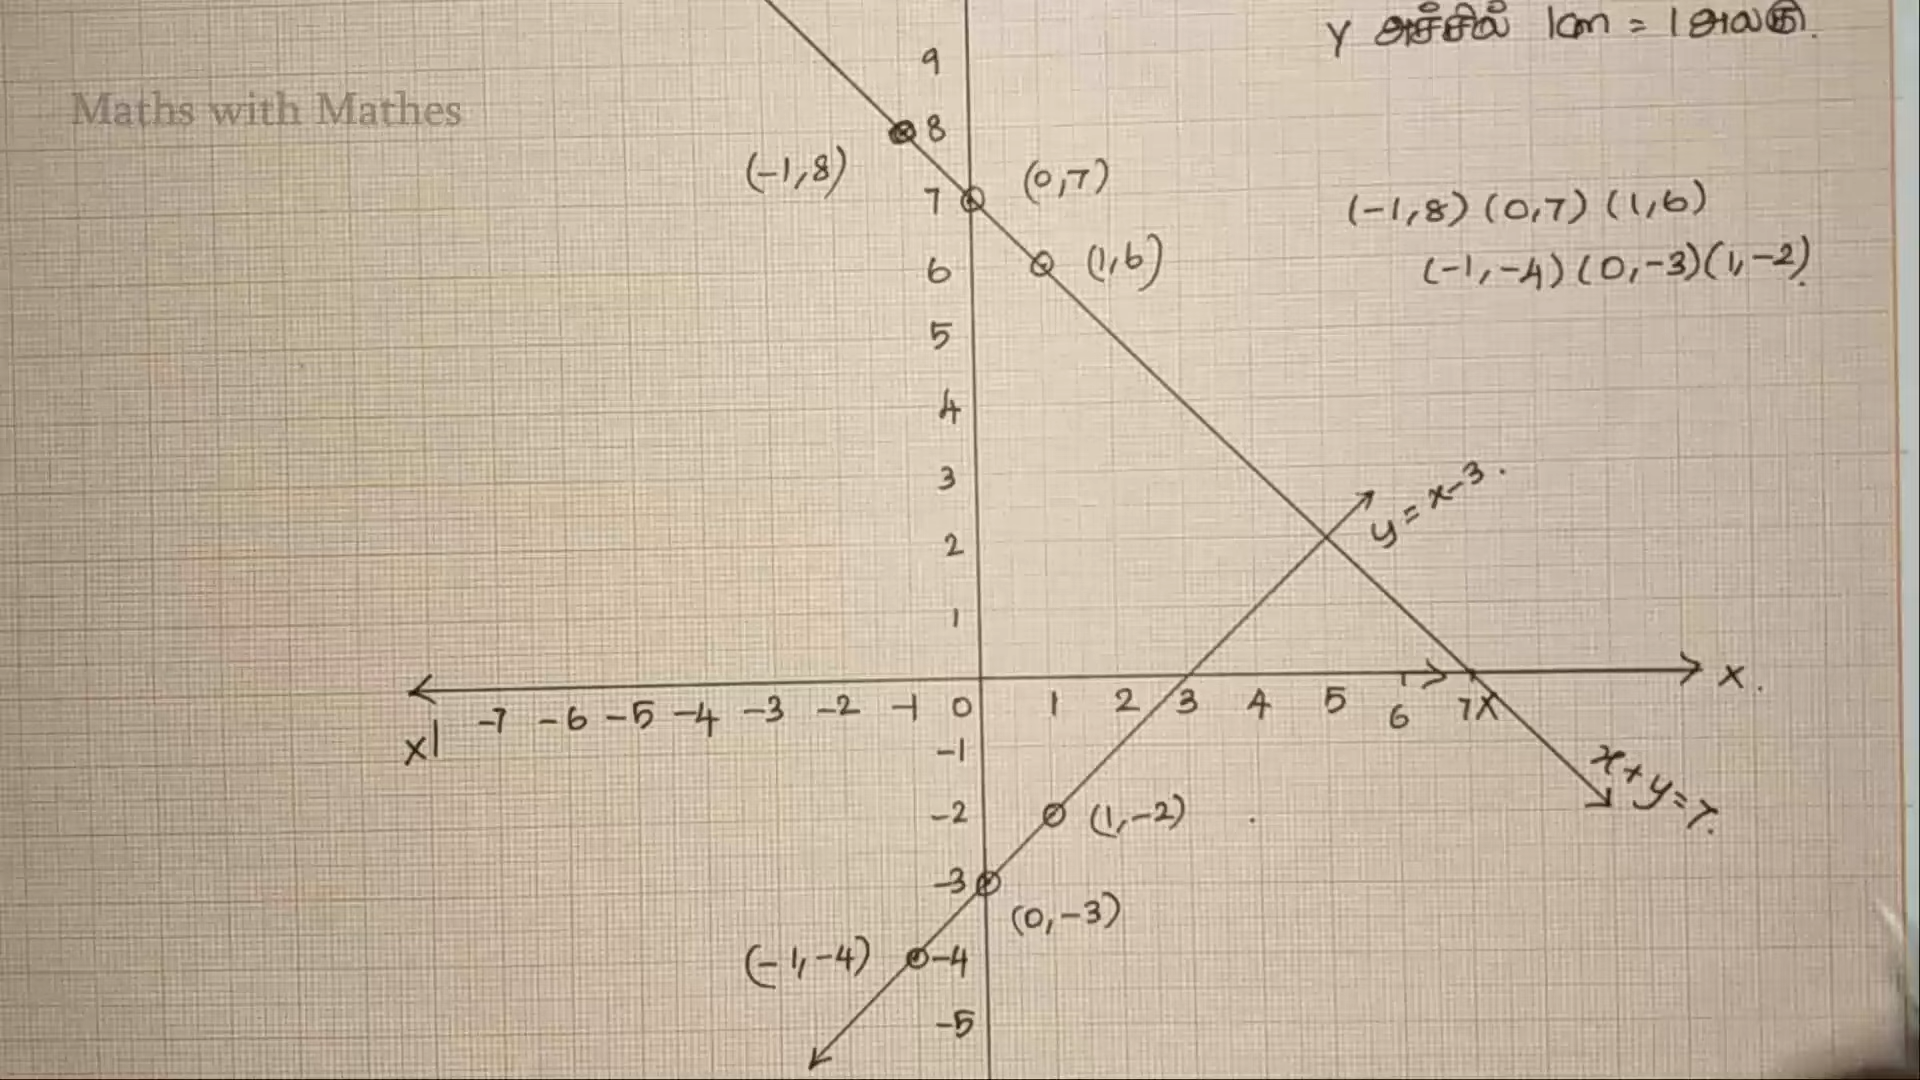 Y அச்சில் 1cm = 1 அலகு.
9
Maths with Mathes
8
(-1,8)
7
(0,7)
(-1,8) (0,7) (1,6)
6
(1,6)
(-1,-4) (0,-3) (1,-2).
5
4
3
y = x-3.
2
1
x
x|
-7 -6 -5 -4 -3 -2 -1 0 1 2 3 4 5 6 7
x+y=7.
-1
-2
(1,-2)
-3
(0,-3)
(-1,-4)
-4
-5